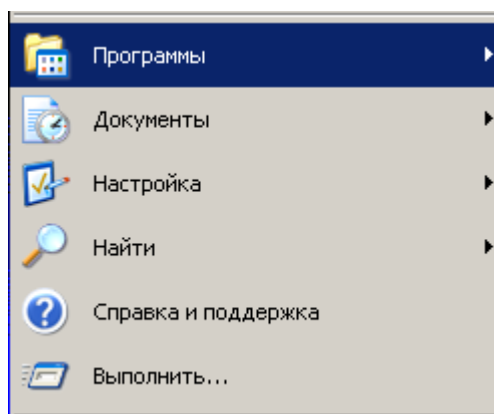 Программы
Документы
Настройка
Найти
Справка и поддержка
Выполнить...